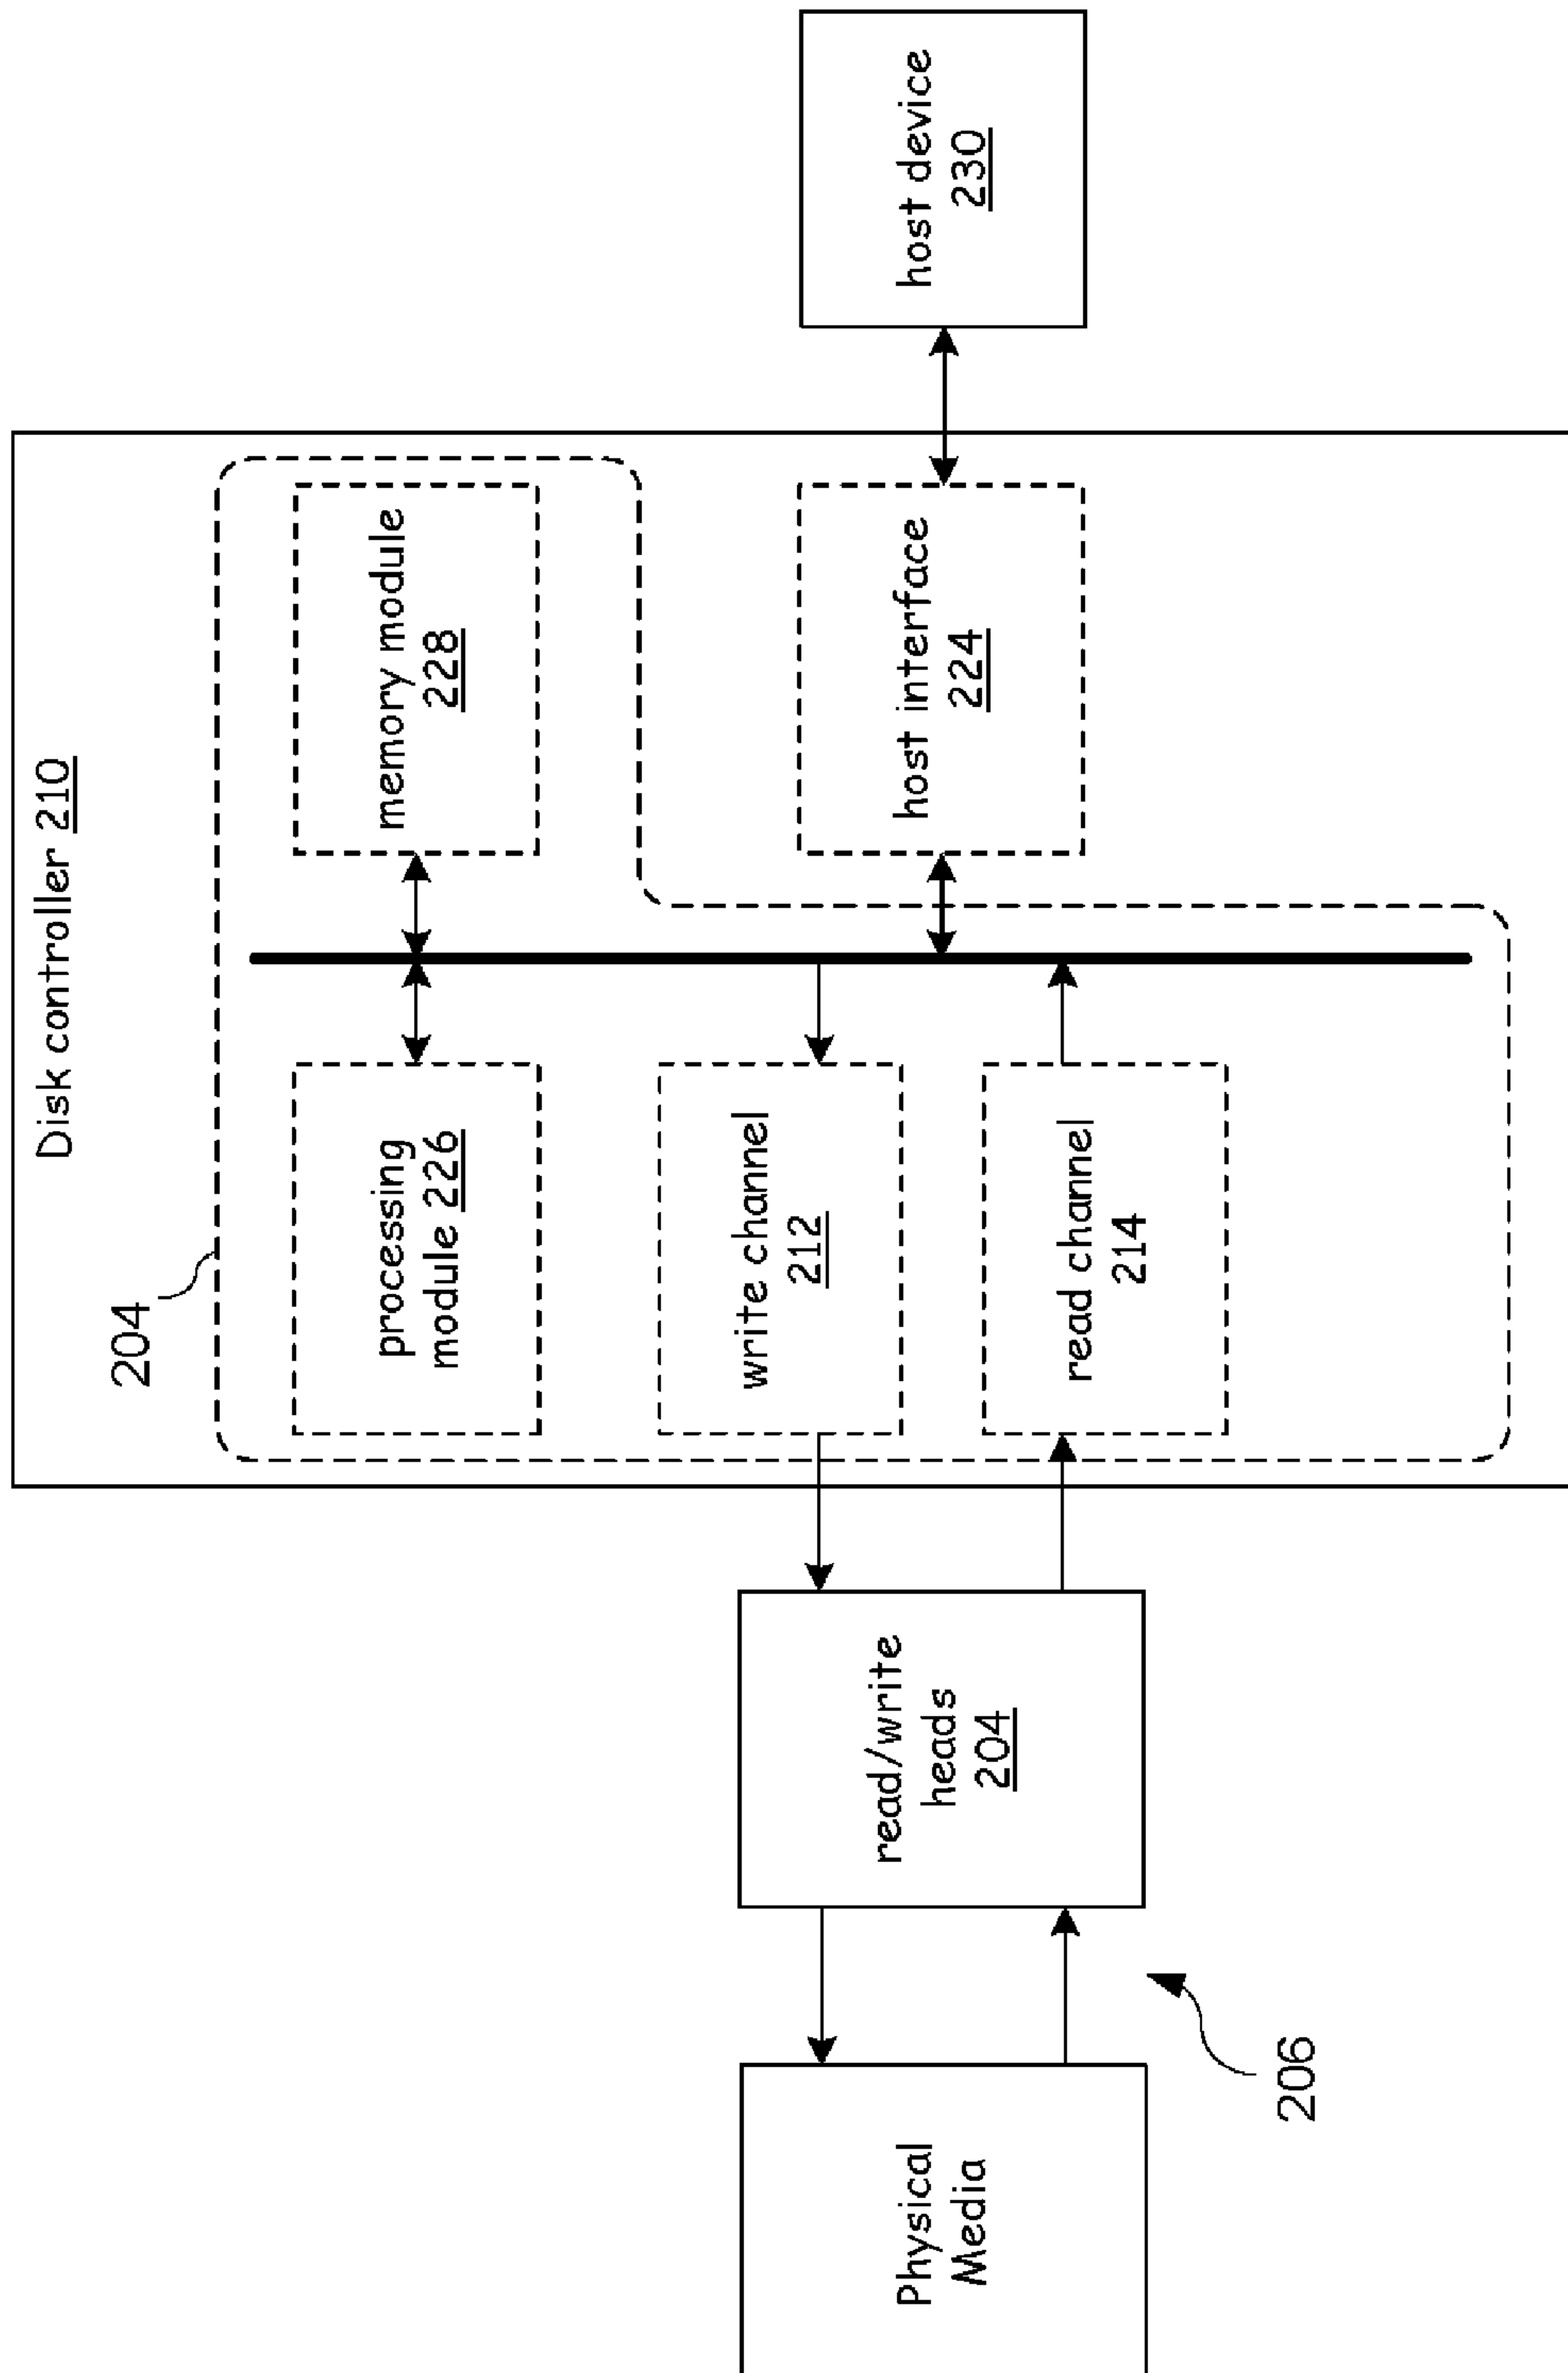 Disk controller 210
204
processing
module 226
memory module
228
write channel
212
read channel
214
host interface
224
host device
230
read/write
heads
204
Physical
Media
206